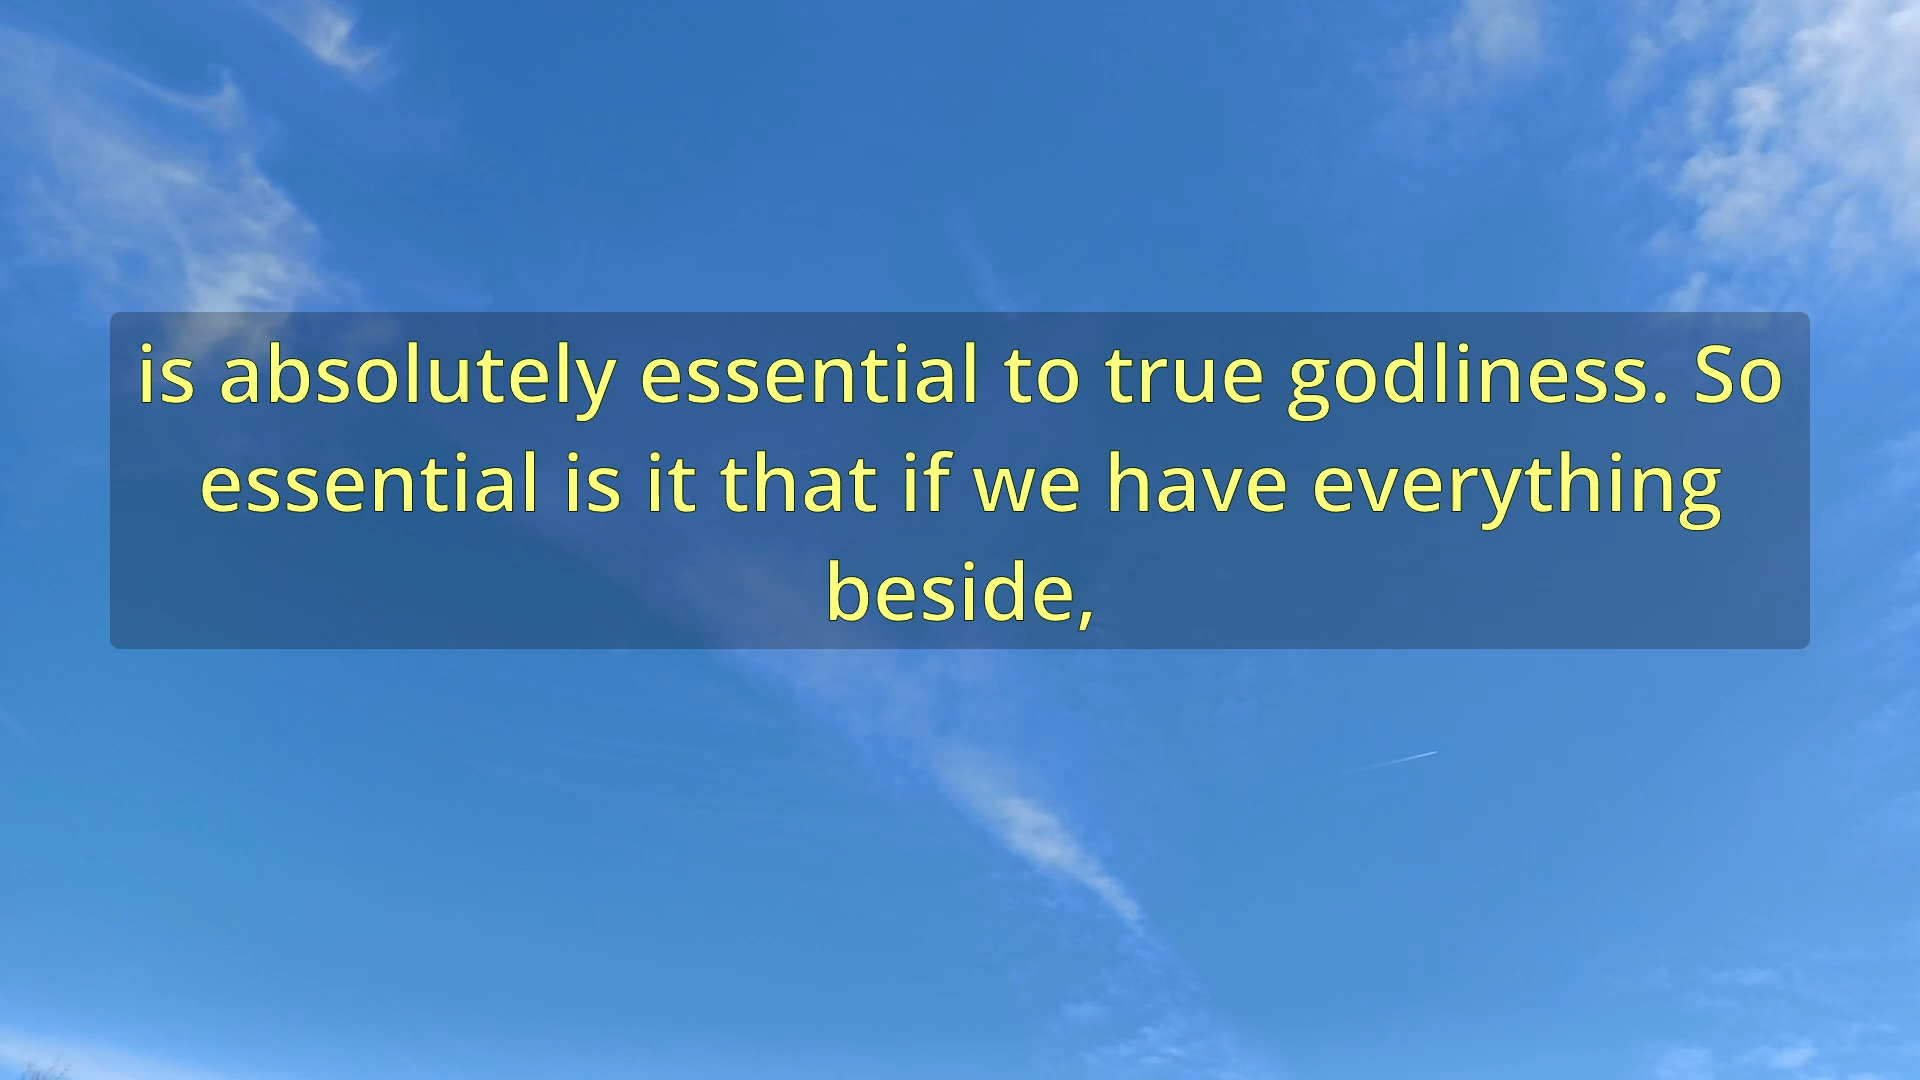 is absolutely essential to true godliness. So
essential is it that if we have everything
beside,